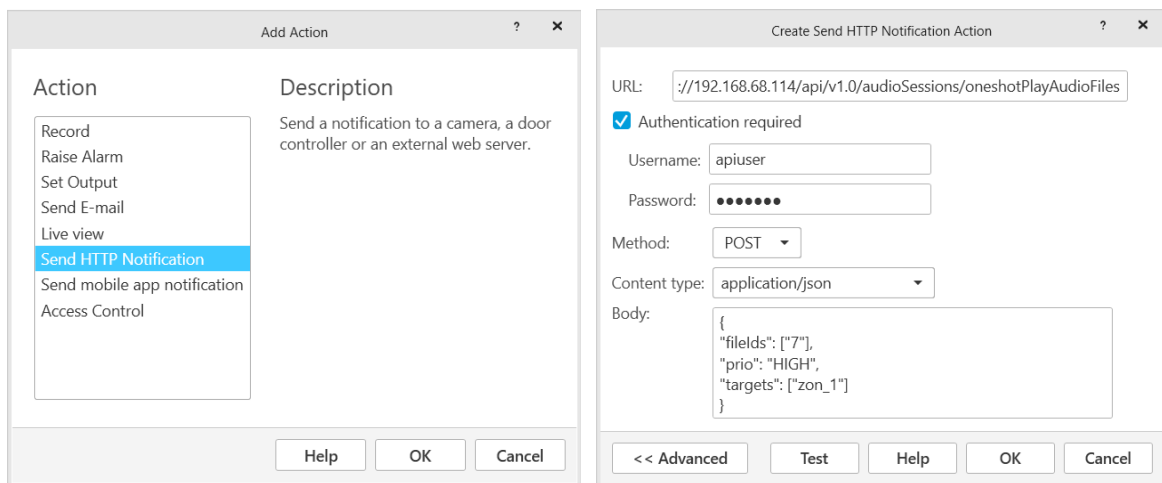 Add Action
?
×
Action
Description
Record
Raise Alarm
Set Output
Send E-mail
Live view
Send HTTP Notification
Send mobile app notification
Access Control
Send a notification to a camera, a door
controller or an external web server.
Help
OK
Cancel
Create Send HTTP Notification Action
?
×
URL: ://192.168.68.114/api/v1.0/audioSessions/oneshotPlayAudioFiles
Authentication required
Username: apiuser
Password: •••••••
Method: POST
Content type: application/json
Body:
{
"fileIds": ["7"],
"prio": "HIGH",
"targets": ["zon_1"]
}
<< Advanced
Test
Help
OK
Cancel